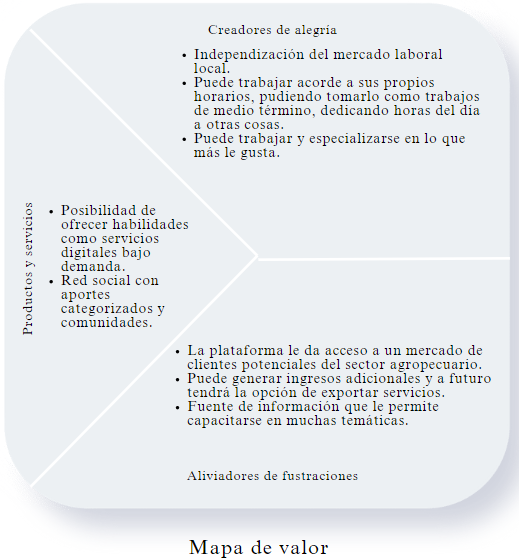 Creadores de alegría
• Independización del mercado laboral
local.
• Puede trabajar acorde a sus propios
horarios, pudiendo tomarlo como trabajos
de medio término, dedicando horas del día
a otras cosas.
• Puede trabajar y especializarse en lo que
más le gusta.
Productos y servicios
• Posibilidad de
ofrecer habilidades
como servicios
digitales bajo
demanda.
• Red social con
aportes
categorizados y
comunidades.
• La plataforma le da acceso a un mercado de
clientes potenciales del sector agropecuario.
• Puede generar ingresos adicionales y a futuro
tendrá la opción de exportar servicios.
• Fuente de información que le permite
capacitarse en muchas temáticas.
Aliviadores de fustraciones
Mapa de valor